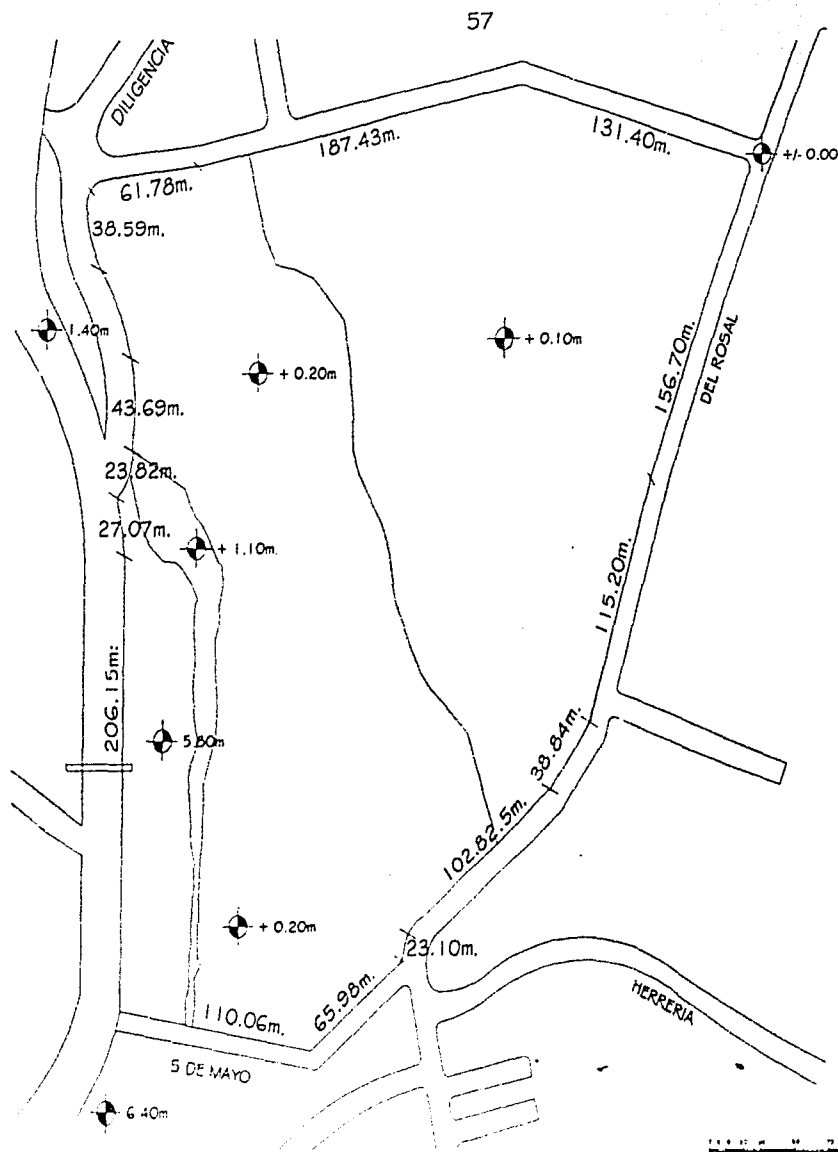 57
DILIGENCIA
187.43m.
131.40m.
+/- 0.00
61.78m.
38.59m.
1.40m
+ 0.10m
+ 0.20m
156.70m.
DEL ROSAL
43.69m.
23.82m.
27.07m.
+ 1.10m.
115.20m.
206.15m.
5.80m
38.84m.
102.82.5m.
+ 0.20m
23.10m.
65.98m.
110.06m.
HERRERIA
5 DE MAYO
6.40m